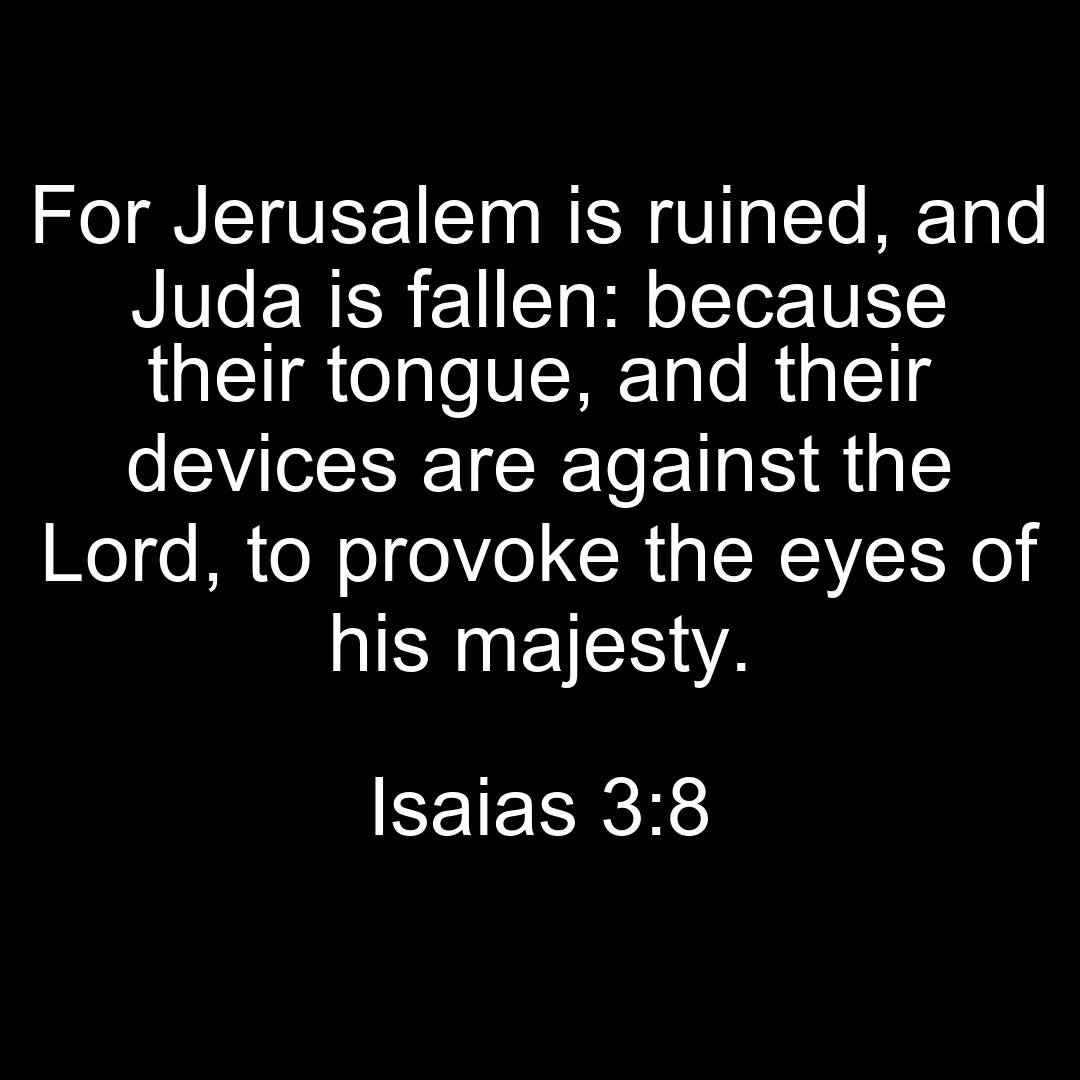 For Jerusalem is ruined, and
Juda is fallen: because
their tongue, and their
devices are against the
Lord, to provoke the eyes of
his majesty.
Isaias 3:8